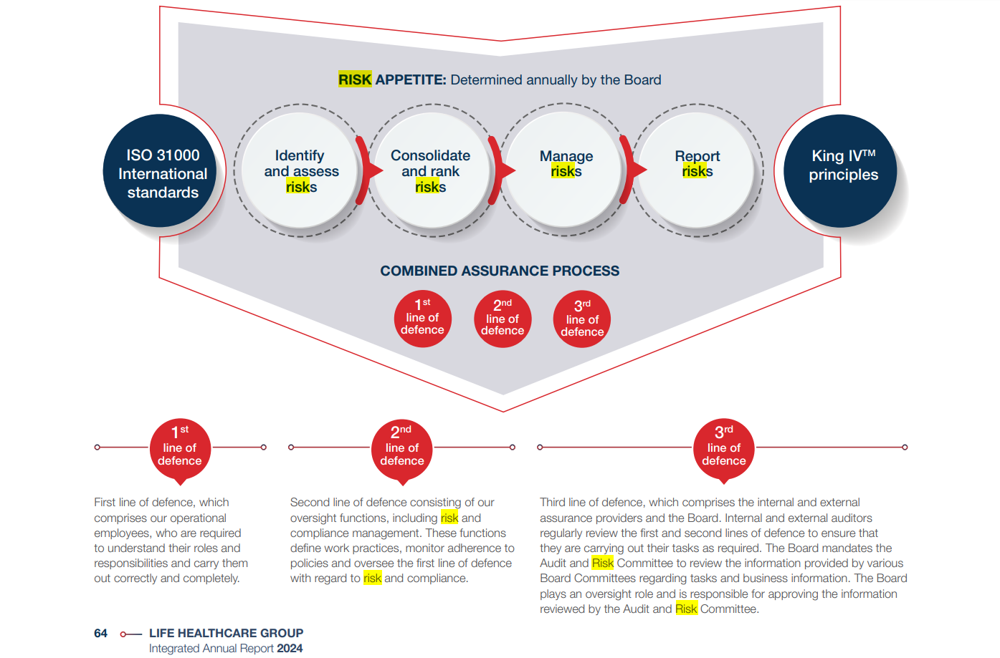 RISK APPETITE: Determined annually by the Board
ISO 31000
International
standards
Identify
and assess
risks
Consolidate
and rank
risks
Manage
risks
Report
risks
King IV™
principles
COMBINED ASSURANCE PROCESS
1st
line of
defence
2nd
line of
defence
3rd
line of
defence
1st
line of
defence
First line of defence, which
comprises our operational
employees, who are required
to understand their roles and
responsibilities and carry them
out correctly and completely.
2nd
line of
defence
Second line of defence consisting of our
oversight functions, including risk and
compliance management. These functions
define work practices, monitor adherence to
policies and oversee the first line of defence
with regard to risk and compliance.
3rd
line of
defence
Third line of defence, which comprises the internal and external
assurance providers and the Board. Internal and external auditors
regularly review the first and second lines of defence to ensure that
they are carrying out their tasks as required. The Board mandates the
Audit and Risk Committee to review the information provided by various
Board Committees regarding tasks and business information. The Board
plays an oversight role and is responsible for approving the information
reviewed by the Audit and Risk Committee.
64 LIFE HEALTHCARE GROUP
Integrated Annual Report 2024